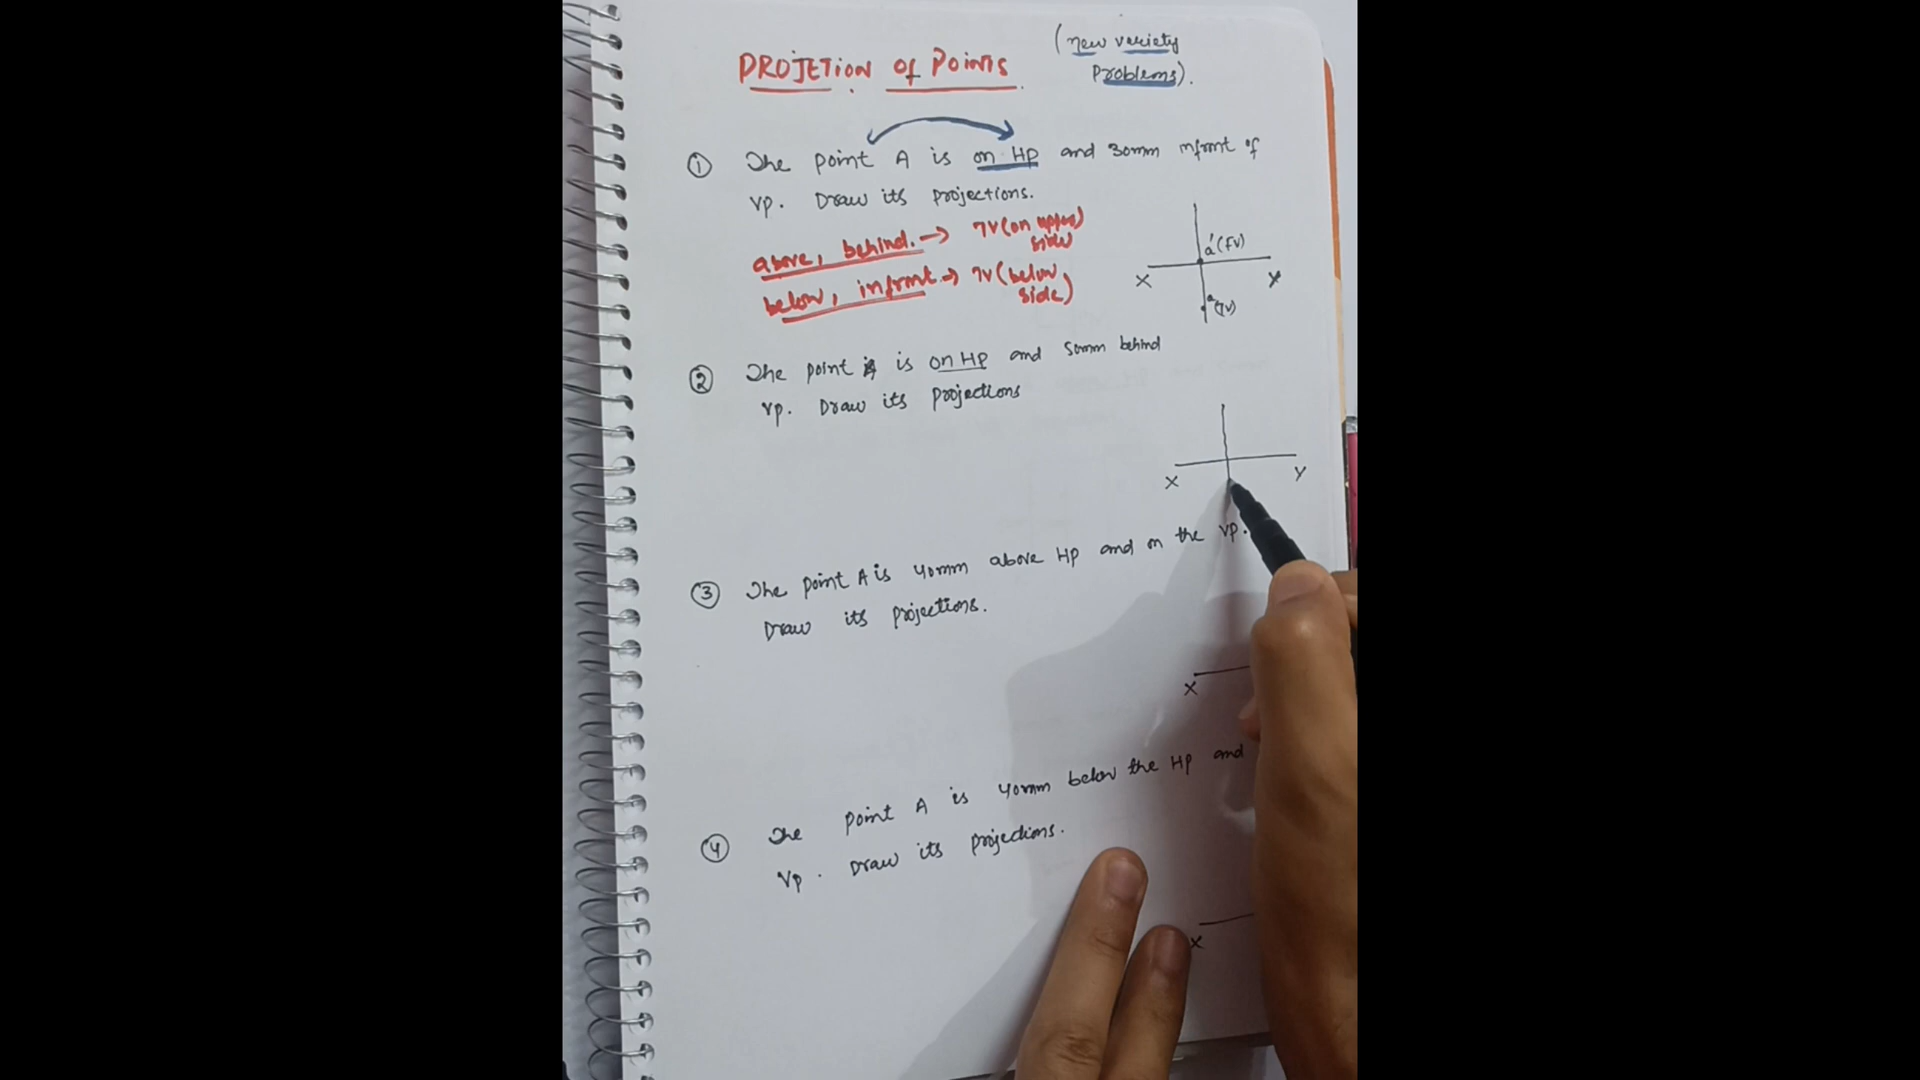 PROJETION OF POINTS
(new variety
problems).
① The point A is on HP and 30mm infrnt of
VP. Draw its projections.
above, behind. → TV (on upper)
side
below, infrnt → TV (below
side)
a' (FV)
X
Y
a (TV)
② The point A is on HP and 50mm behind
VP. Draw its projections
X
Y
③ The point A is 40mm above HP and on the VP.
Draw its projections.
X
④ The point A is 40mm below the HP and
VP. Draw its projections.
X